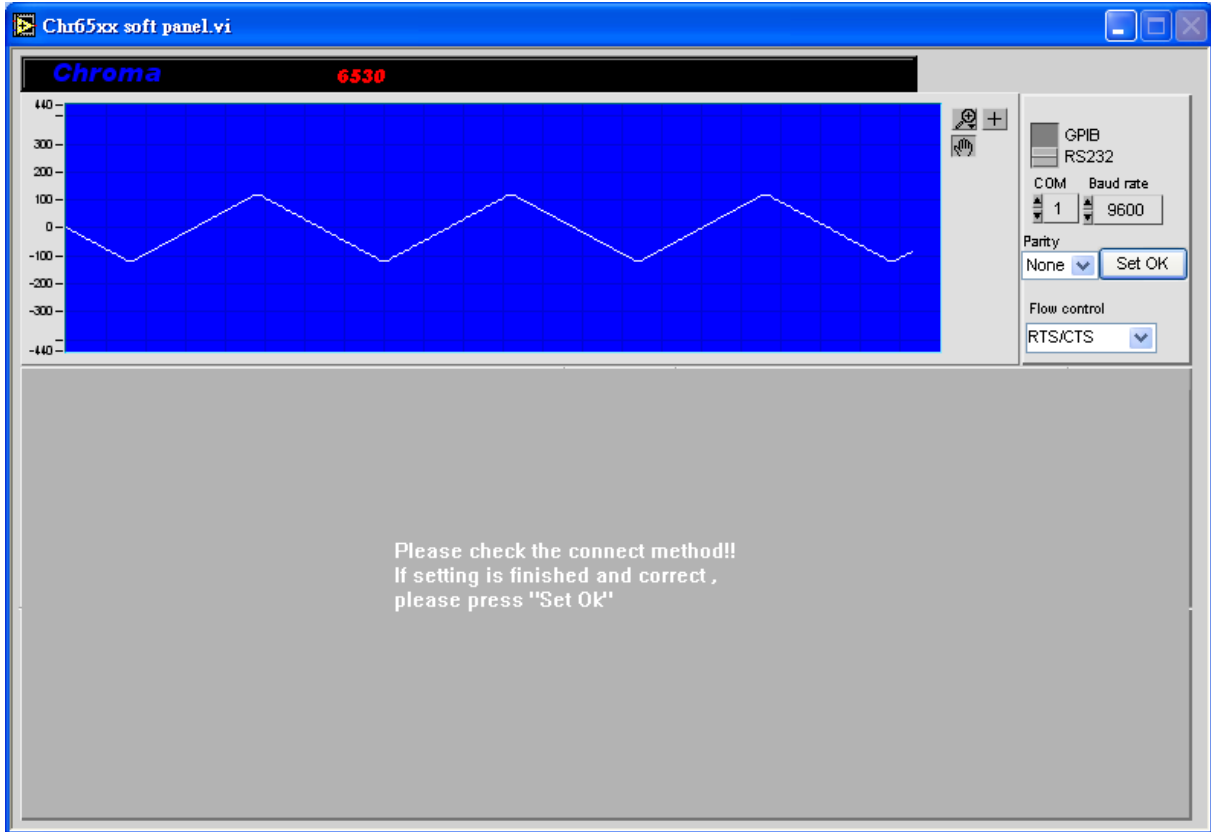 Chr65xx soft panel.vi
Chroma 6530
440
300
200
100
0
-100
-200
-300
-440
GPIB
RS232
COM Baud rate
1 9600
Parity
None Set OK
Flow control
RTS/CTS
Please check the connect method!!
If setting is finished and correct ,
please press "Set Ok"